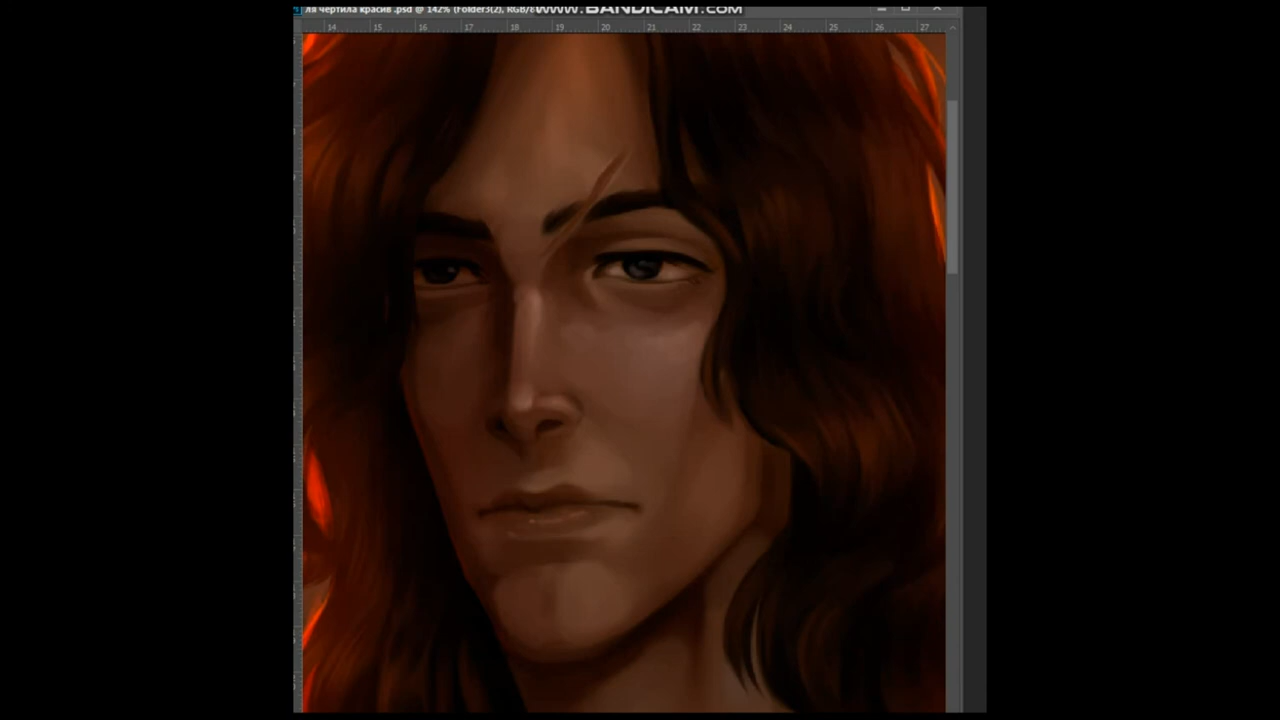 ля чертила красив .psd @ 142% (Folder3(2), RGB/8
WWW.BANDICAM.COM
14 15 16 17 18 19 20 21 22 23 24 25 26 27